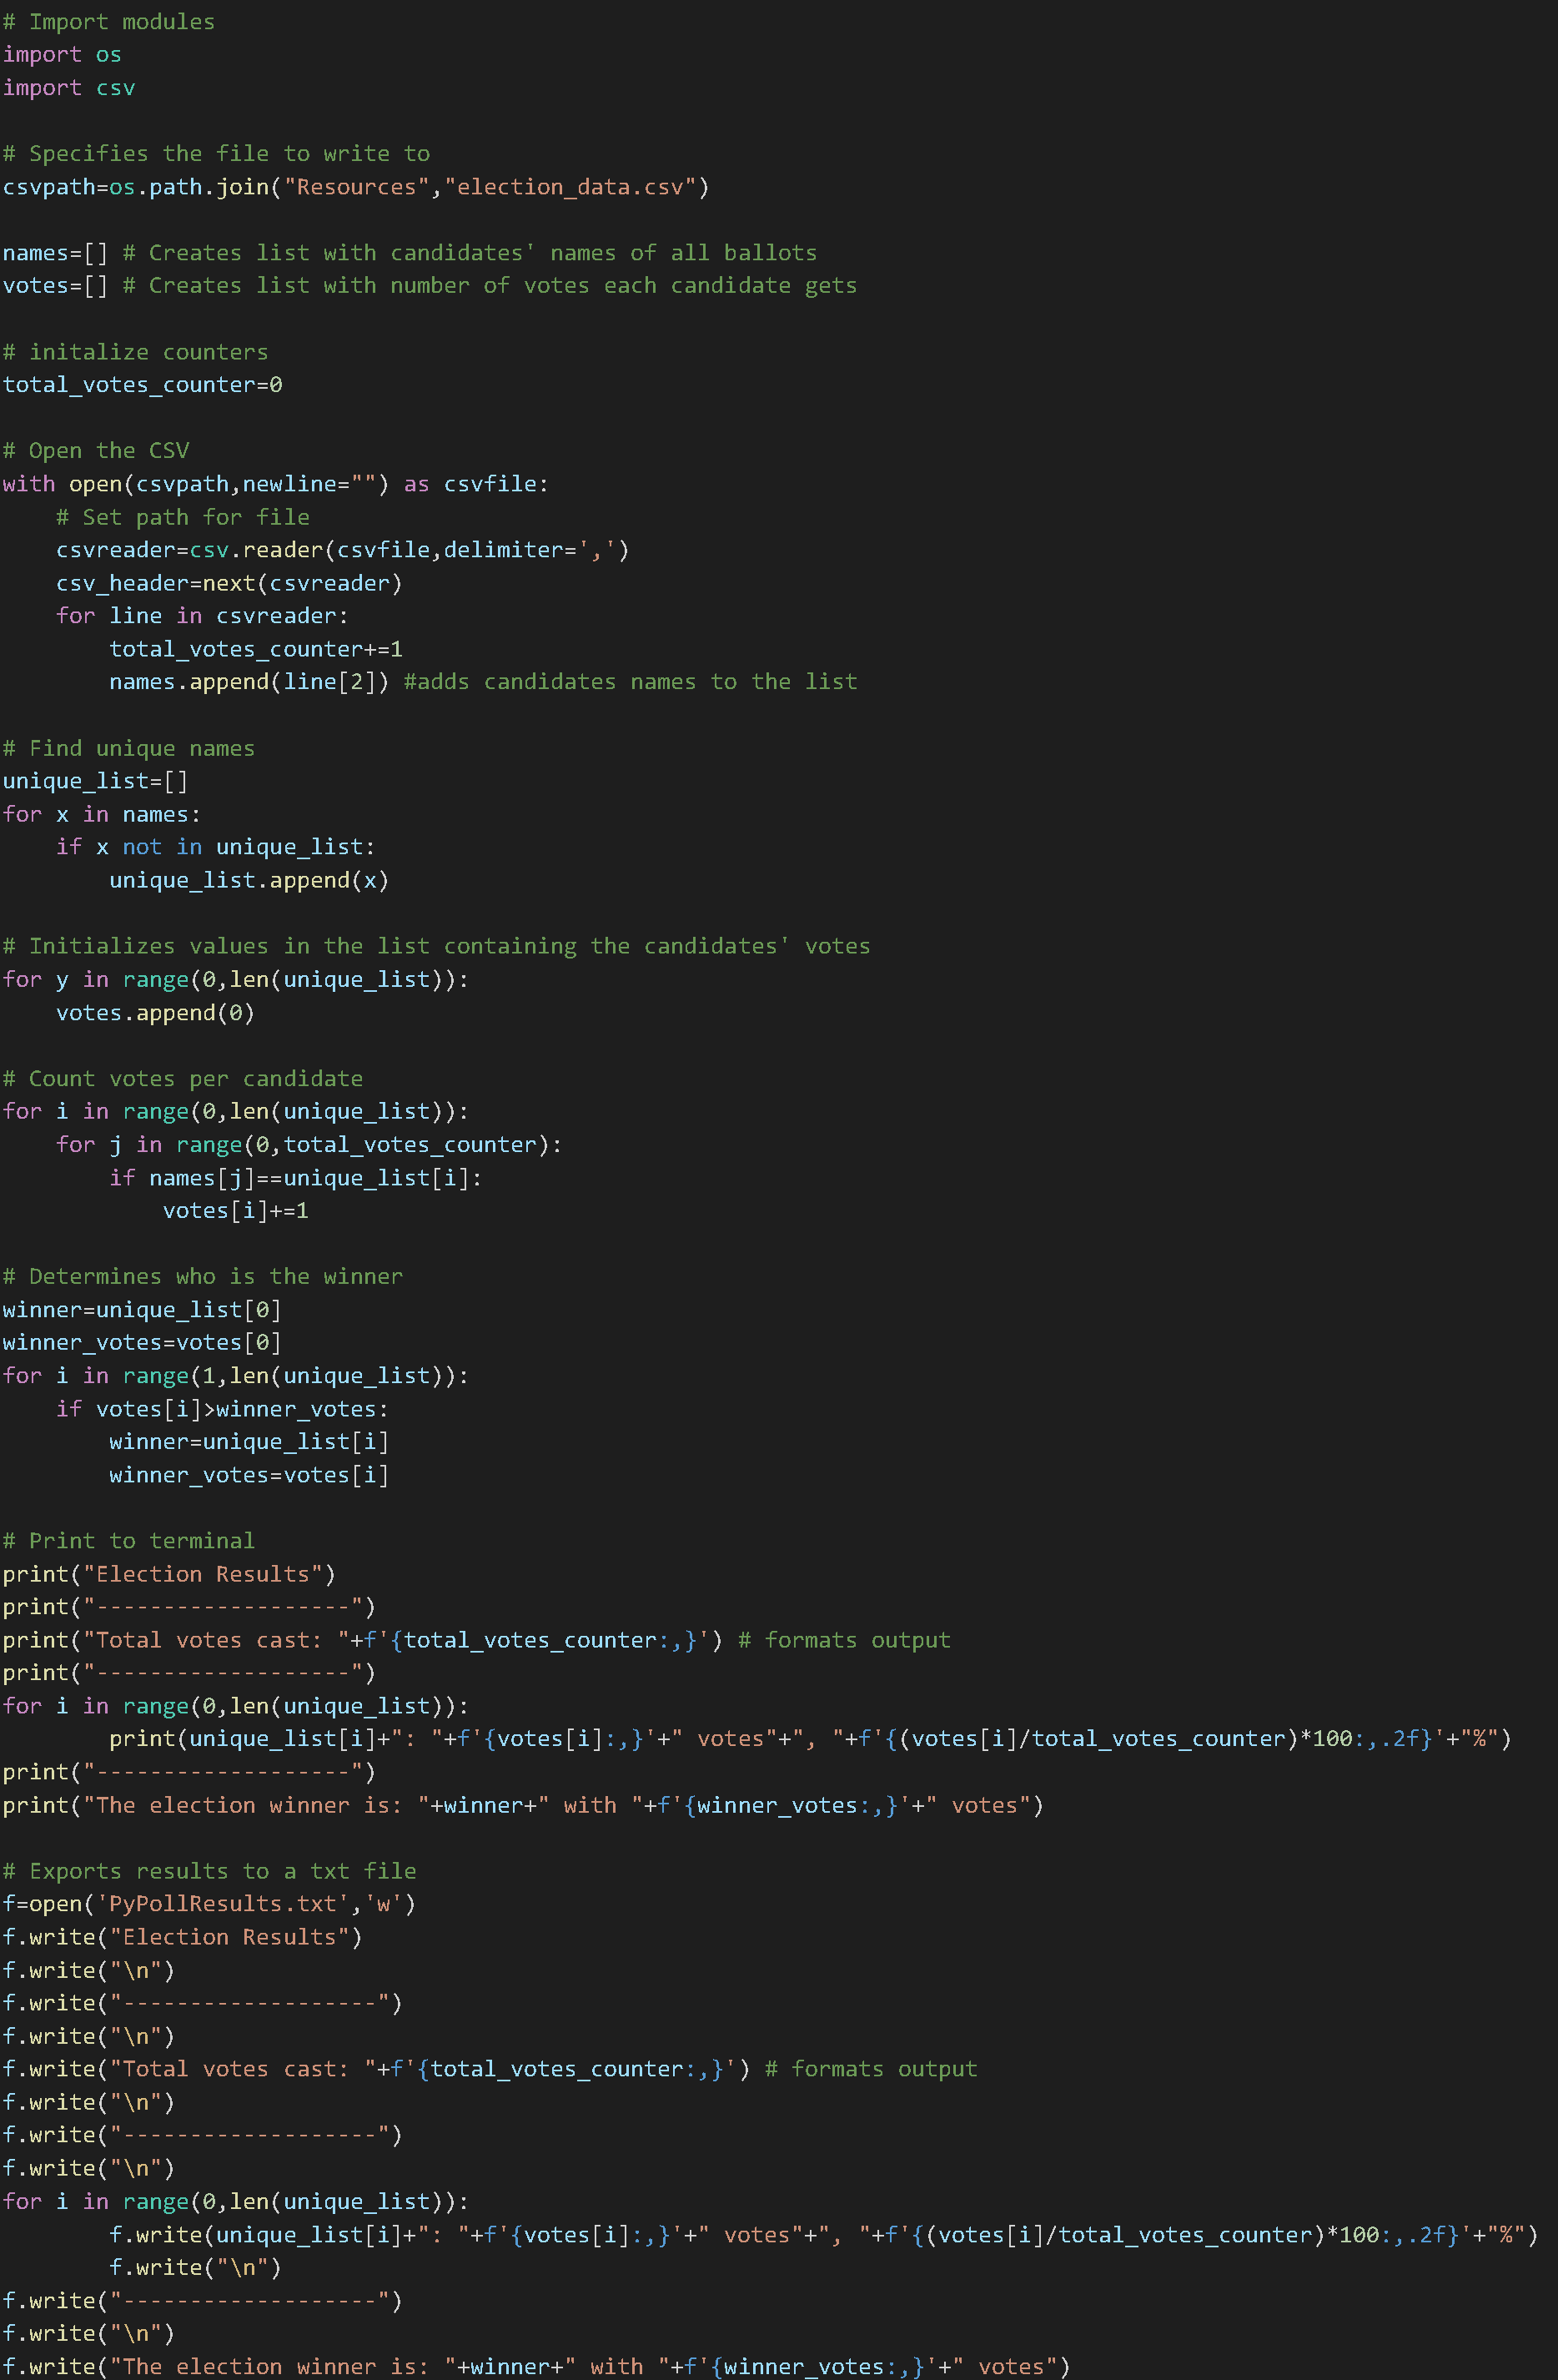 # Import modules
import os
import csv

# Specifies the file to write to
csvpath=os.path.join("Resources","election_data.csv")

names=[] # Creates list with candidates' names of all ballots
votes=[] # Creates list with number of votes each candidate gets

# initalize counters
total_votes_counter=0

# Open the CSV
with open(csvpath,newline="") as csvfile:
    # Set path for file
    csvreader=csv.reader(csvfile,delimiter=',')
    csv_header=next(csvreader)
    for line in csvreader:
        total_votes_counter+=1
        names.append(line[2]) #adds candidates names to the list

# Find unique names
unique_list=[]
for x in names:
    if x not in unique_list:
        unique_list.append(x)

# Initializes values in the list containing the candidates' votes
for y in range(0,len(unique_list)):
    votes.append(0)

# Count votes per candidate
for i in range(0,len(unique_list)):
    for j in range(0,total_votes_counter):
        if names[j]==unique_list[i]:
            votes[i]+=1

# Determines who is the winner
winner=unique_list[0]
winner_votes=votes[0]
for i in range(1,len(unique_list)):
    if votes[i]>winner_votes:
        winner=unique_list[i]
        winner_votes=votes[i]

# Print to terminal
print("Election Results")
print("-------------------")
print("Total votes cast: "+f'{total_votes_counter:,}') # formats output
print("-------------------")
for i in range(0,len(unique_list)):
        print(unique_list[i]+": "+f'{votes[i]:,}'+" votes"+", "+f'{(votes[i]/total_votes_counter)*100:,.2f}'+"%")
print("-------------------")
print("The election winner is: "+winner+" with "+f'{winner_votes:,}'+" votes")

# Exports results to a txt file
f=open('PyPollResults.txt','w')
f.write("Election Results")
f.write("\n")
f.write("-------------------")
f.write("\n")
f.write("Total votes cast: "+f'{total_votes_counter:,}') # formats output
f.write("\n")
f.write("-------------------")
f.write("\n")
for i in range(0,len(unique_list)):
        f.write(unique_list[i]+": "+f'{votes[i]:,}'+" votes"+", "+f'{(votes[i]/total_votes_counter)*100:,.2f}'+"%")
        f.write("\n")
f.write("-------------------")
f.write("\n")
f.write("The election winner is: "+winner+" with "+f'{winner_votes:,}'+" votes")